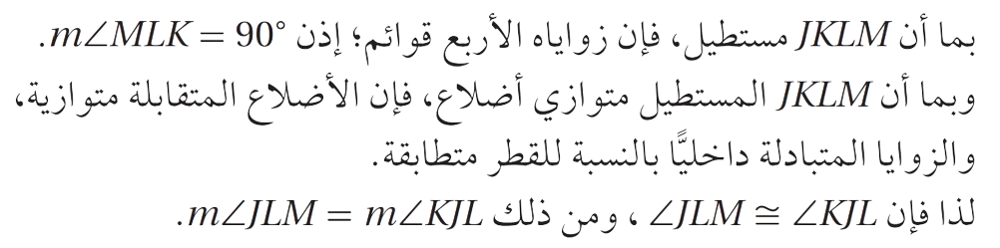 بما أن JKLM مستطيل، فإن زواياه الأربع قوائم؛ إذن m∠MLK = 90°.
وبما أن JKLM المستطيل متوازي أضلاع، فإن الأضلاع المتقابلة متوازية،
والزوايا المتبادلة داخليًّا بالنسبة للقطر متطابقة.
لذا فإن ∠JLM ≅ ∠KJL ، ومن ذلك m∠JLM = m∠KJL.